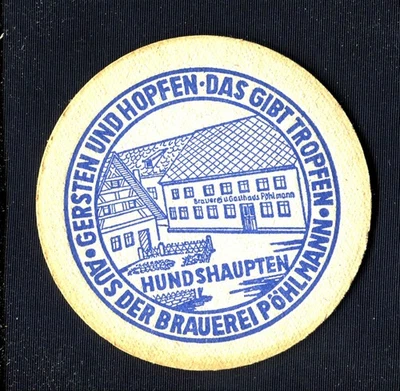 GERSTEN UND HOPFEN · DAS GIBT TROPFEN ·
AUS DER BRAUEREI PÖHLMANN ·
Brauerei u Gasthaus Pöhlmann
HUNDSHAUPTEN